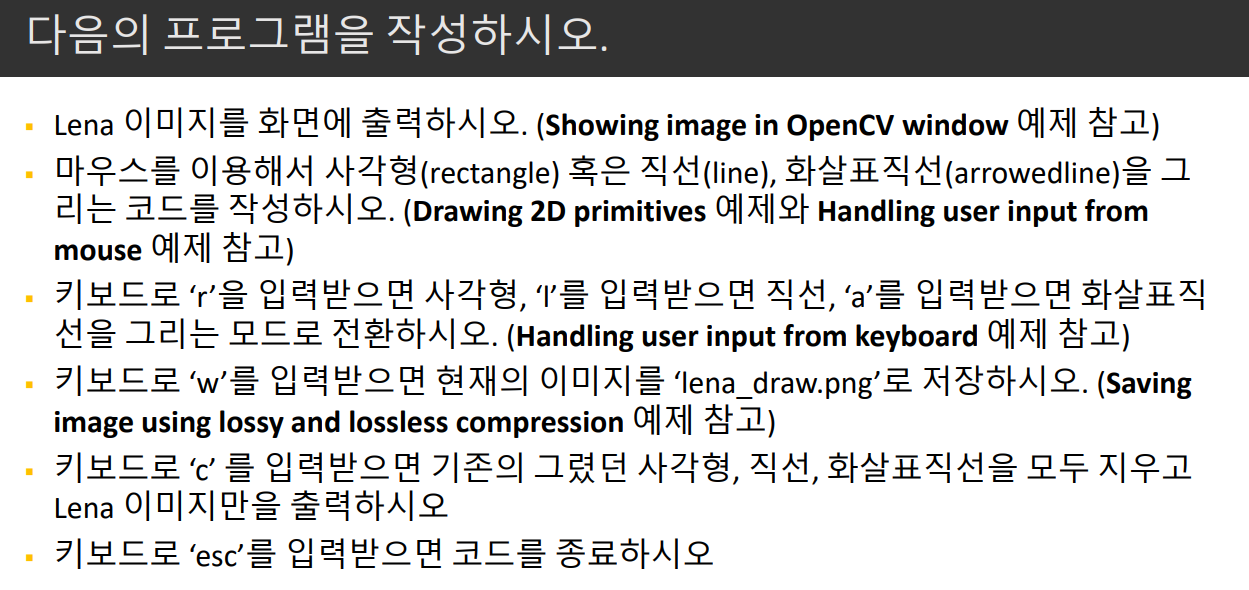 다음의 프로그램을 작성하시오.
▪ Lena 이미지를 화면에 출력하시오. (Showing image in OpenCV window 예제 참고)
▪ 마우스를 이용해서 사각형(rectangle) 혹은 직선(line), 화살표직선(arrowedline)을 그
리는 코드를 작성하시오. (Drawing 2D primitives 예제와 Handling user input from
mouse 예제 참고)
▪ 키보드로 ‘r’을 입력받으면 사각형, ‘l’를 입력받으면 직선, ‘a’를 입력받으면 화살표직
선을 그리는 모드로 전환하시오. (Handling user input from keyboard 예제 참고)
▪ 키보드로 ‘w’를 입력받으면 현재의 이미지를 ‘lena_draw.png’로 저장하시오. (Saving
image using lossy and lossless compression 예제 참고)
▪ 키보드로 ‘c’ 를 입력받으면 기존의 그렸던 사각형, 직선, 화살표직선을 모두 지우고
Lena 이미지만을 출력하시오
▪ 키보드로 ‘esc’를 입력받으면 코드를 종료하시오